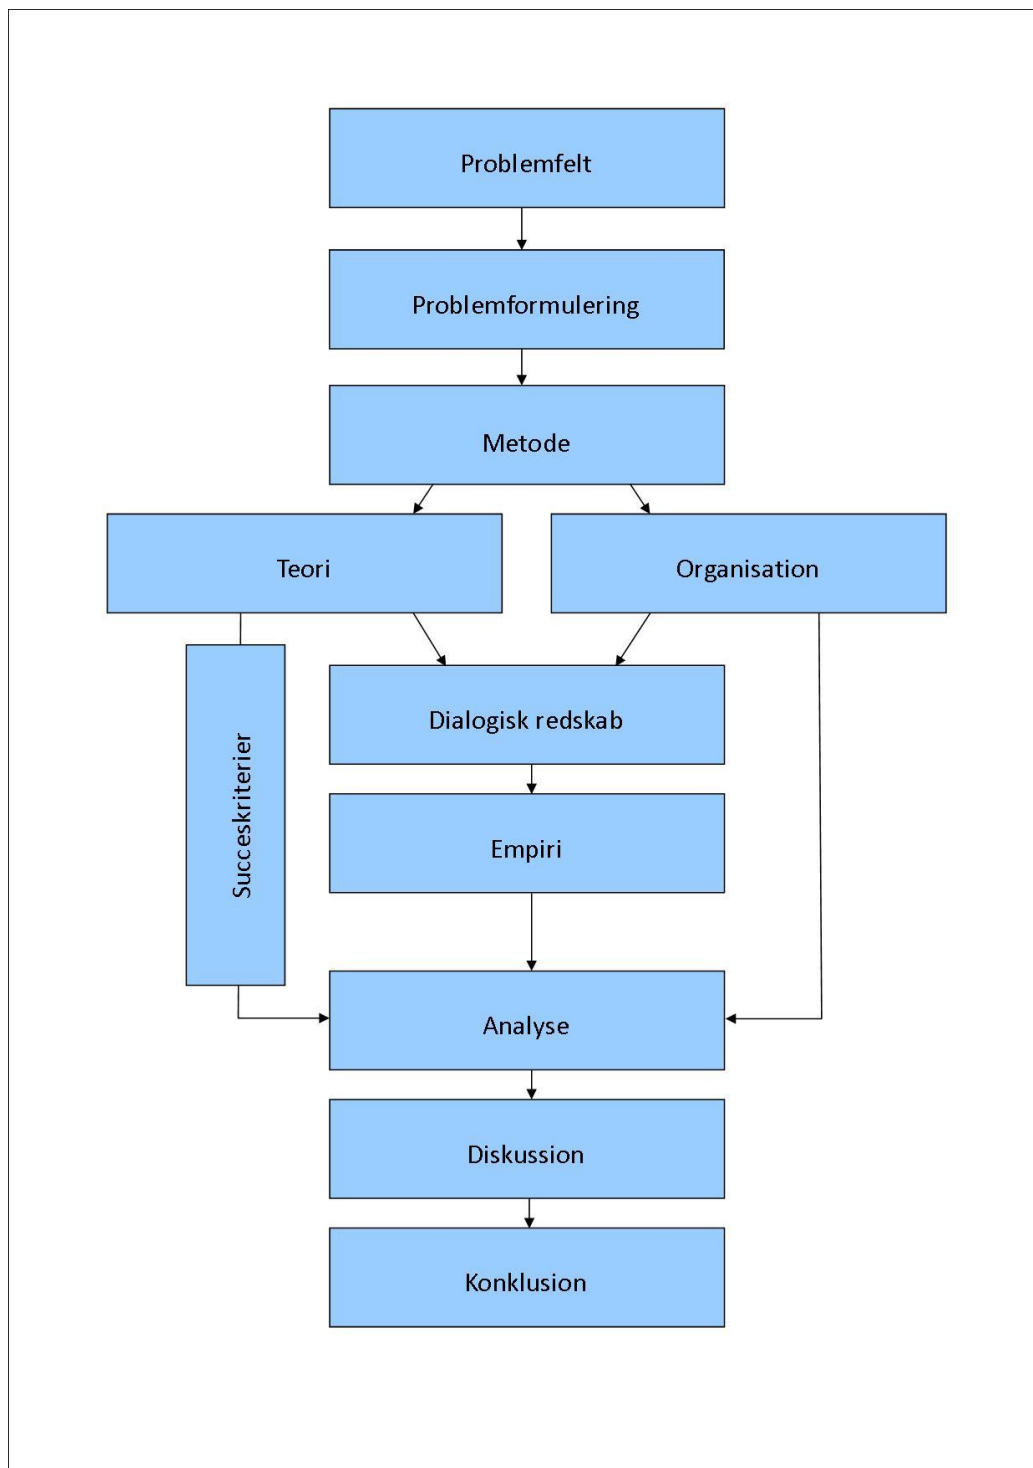 Problemfelt
Problemformulering
Metode
Teori
Organisation
Succeskriterier
Dialogisk redskab
Empiri
Analyse
Diskussion
Konklusion